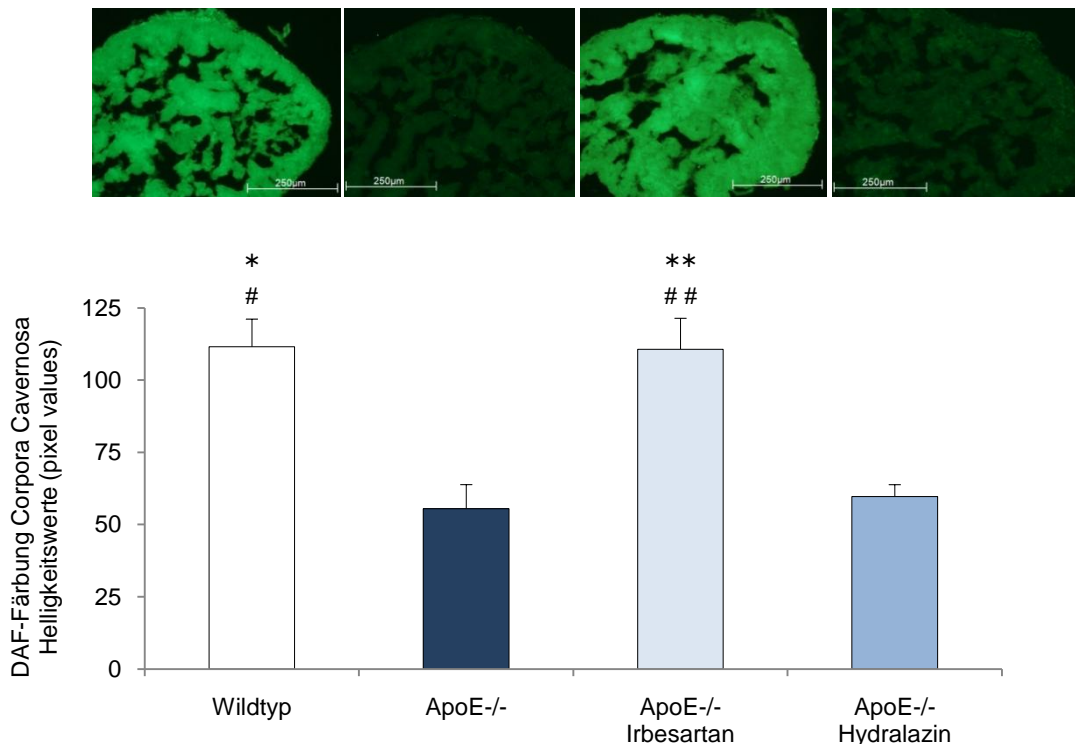 250µm
250µm
250µm
250µm
* **
# # #
DAF-Färbung Corpora Cavernosa
Helligkeitswerte (pixel values)
125
100
75
50
25
0
Wildtyp
ApoE-/-
ApoE-/-
Irbesartan
ApoE-/-
Hydralazin